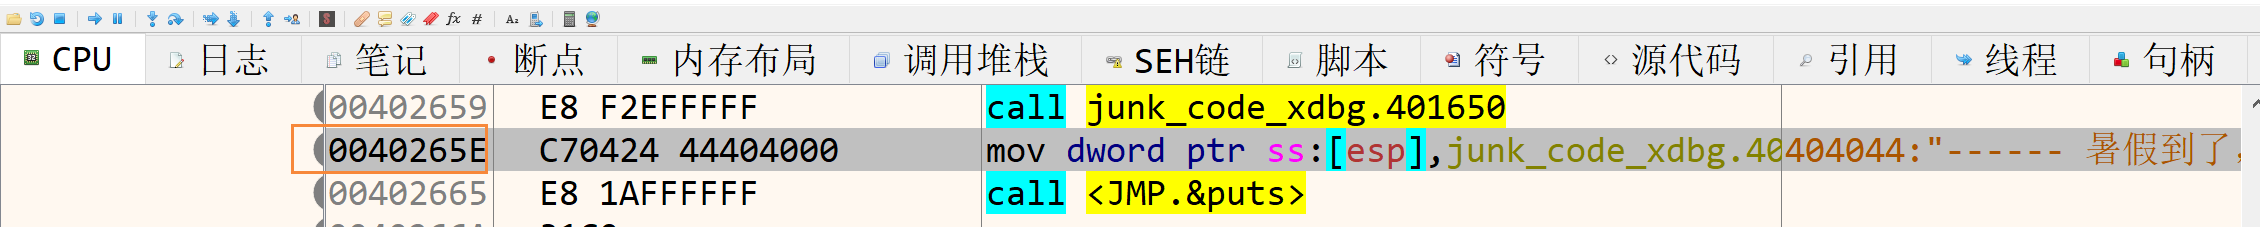 CPU 日志 笔记 断点 内存布局 调用堆栈 SEH链 脚本 符号 源代码 引用 线程 句柄
00402659 E8 F2EFFFFF call junk_code_xdbg.401650
0040265E C70424 44404000 mov dword ptr ss:[esp],junk_code_xdbg.40404044:"------ 暑假到了,
00402665 E8 1AFFFFFF call <JMP.&puts>